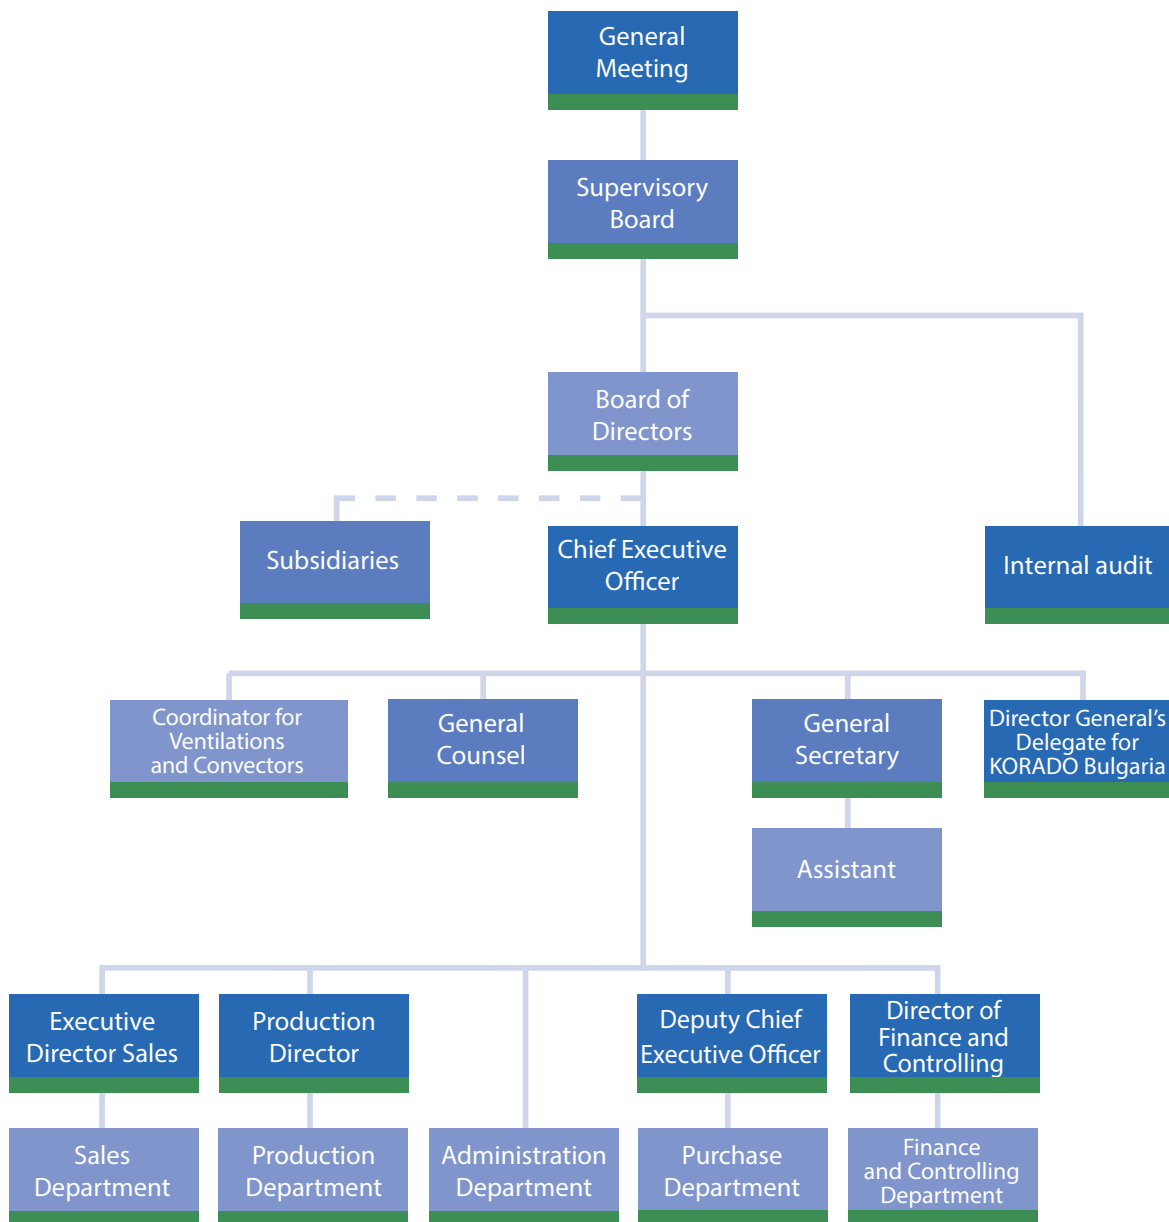 General
Meeting
Supervisory
Board
Board of
Directors
Subsidiaries
Chief Executive
Officer
Internal audit
Coordinator for
Ventilations
and Convectors
General
Counsel
General
Secretary
Director General's
Delegate for
KORADO Bulgaria
Assistant
Executive
Director Sales
Production
Director
Deputy Chief
Executive Officer
Director of
Finance and
Controlling
Sales
Department
Production
Department
Administration
Department
Purchase
Department
Finance
and Controlling
Department